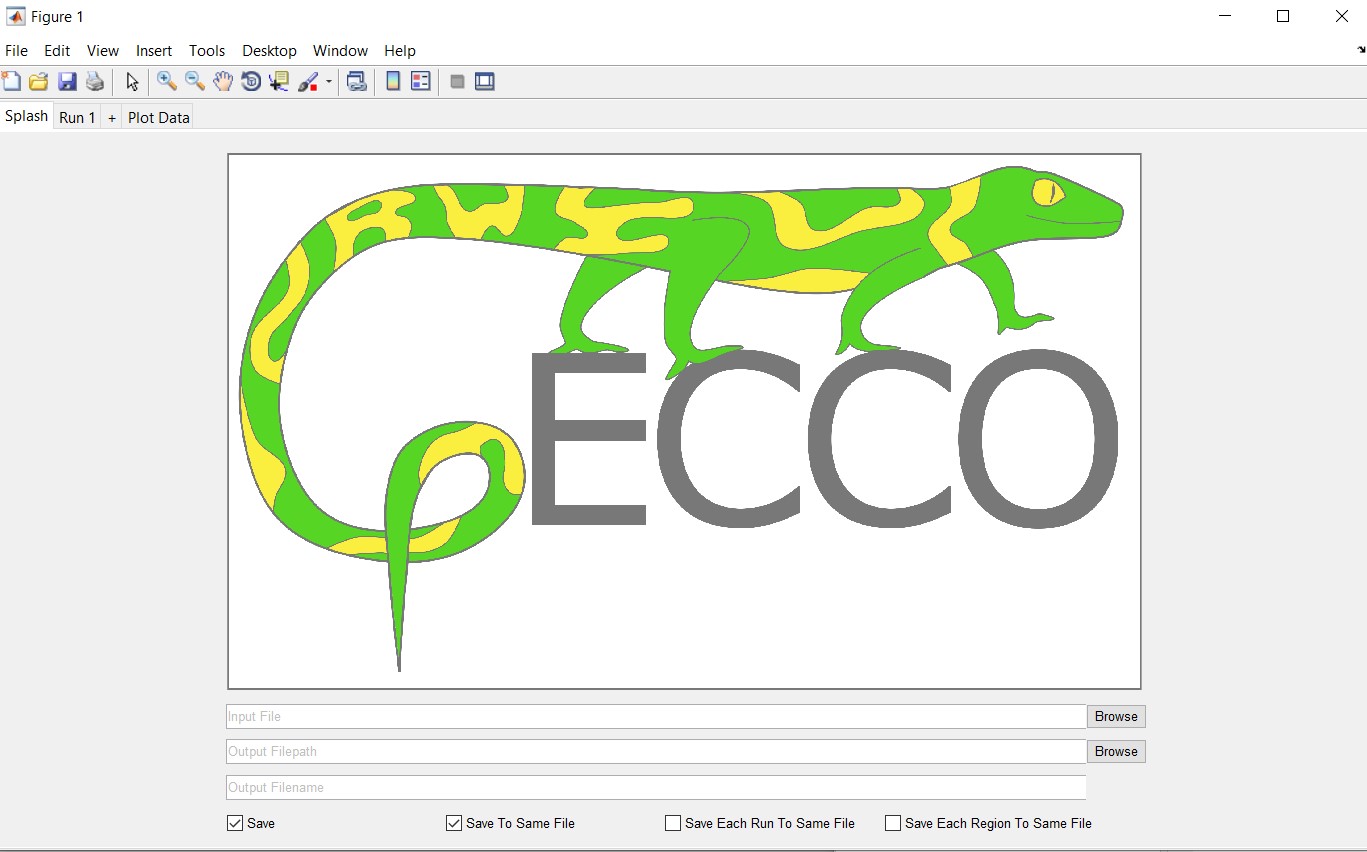 Figure 1
File Edit View Insert Tools Desktop Window Help
Splash Run 1 + Plot Data
ECCO
Input File Browse
Output Filepath Browse
Output Filename
Save Save To Same File Save Each Run To Same File Save Each Region To Same File